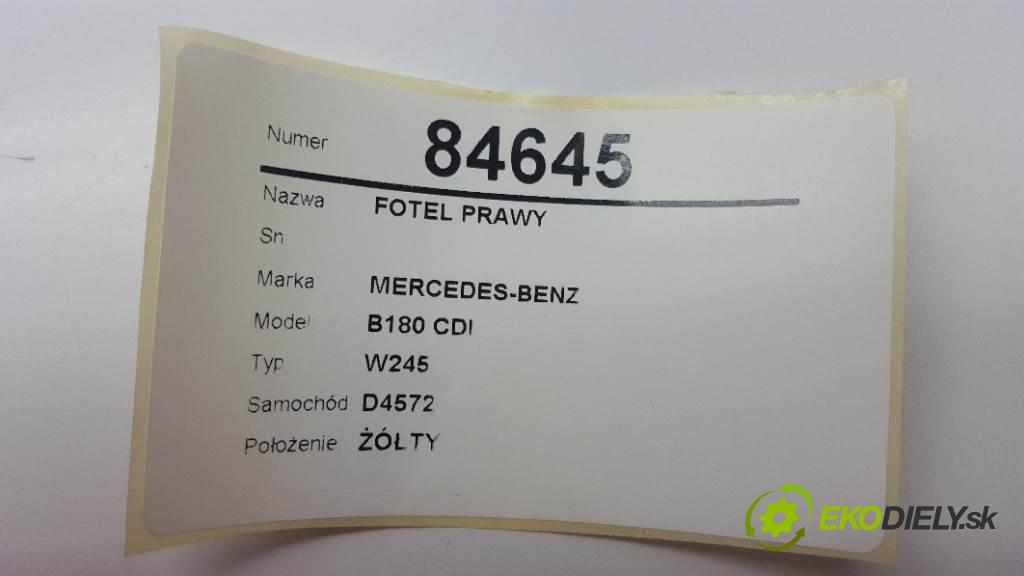 Numer 84645
Nazwa FOTEL PRAWY
Sn
Marka MERCEDES-BENZ
Model B180 CDI
Typ W245
Samochód D4572
Położenie ŻÓŁTY
EKODIELY.sk